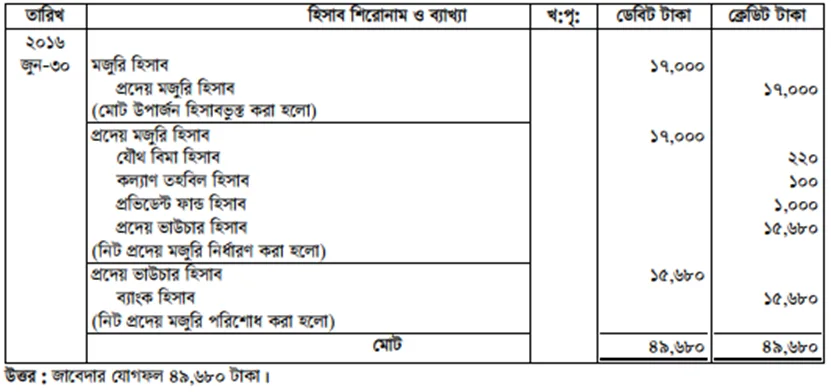 তারিখ হিসাব শিরোনাম ও ব্যাখ্যা খ:পৃ: ডেবিট টাকা ক্রেডিট টাকা
২০১৬
জুন-৩০ মজুরি হিসাব ১৭,০০০
প্রদেয় মজুরি হিসাব ১৭,০০০
(মোট উপার্জন হিসাবভুক্ত করা হলো)
প্রদেয় মজুরি হিসাব ১৭,০০০
যৌথ বিমা হিসাব ২২০
কল্যাণ তহবিল হিসাব ১০০
প্রভিডেন্ট ফান্ড হিসাব ১,০০০
প্রদেয় ভাউচার হিসাব ১৫,৬৮০
(নিট প্রদেয় মজুরি নির্ধারণ করা হলো)
প্রদেয় ভাউচার হিসাব ১৫,৬৮০
ব্যাংক হিসাব ১৫,৬৮০
(নিট প্রদেয় মজুরি পরিশোধ করা হলো)
মোট ৪৯,৬৮০ ৪৯,৬৮০
উত্তর : জাবেদার যোগফল ৪৯,৬৮০ টাকা।